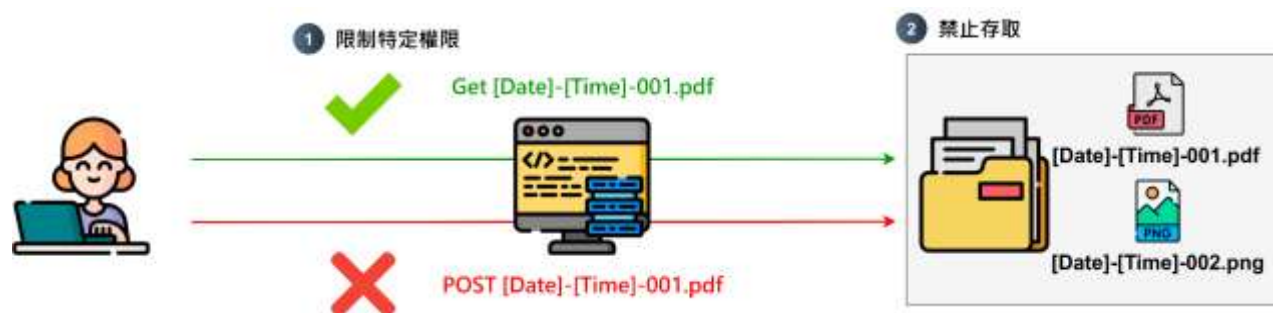 1 限制特定權限
2 禁止存取
Get [Date]-[Time]-001.pdf
</>
PDF
[Date]-[Time]-001.pdf
PNG
[Date]-[Time]-002.png
POST [Date]-[Time]-001.pdf